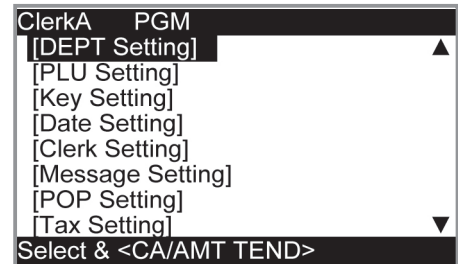 ClerkA PGM
[DEPT Setting]
[PLU Setting]
[Key Setting]
[Date Setting]
[Clerk Setting]
[Message Setting]
[POP Setting]
[Tax Setting]
Select & <CA/AMT TEND>